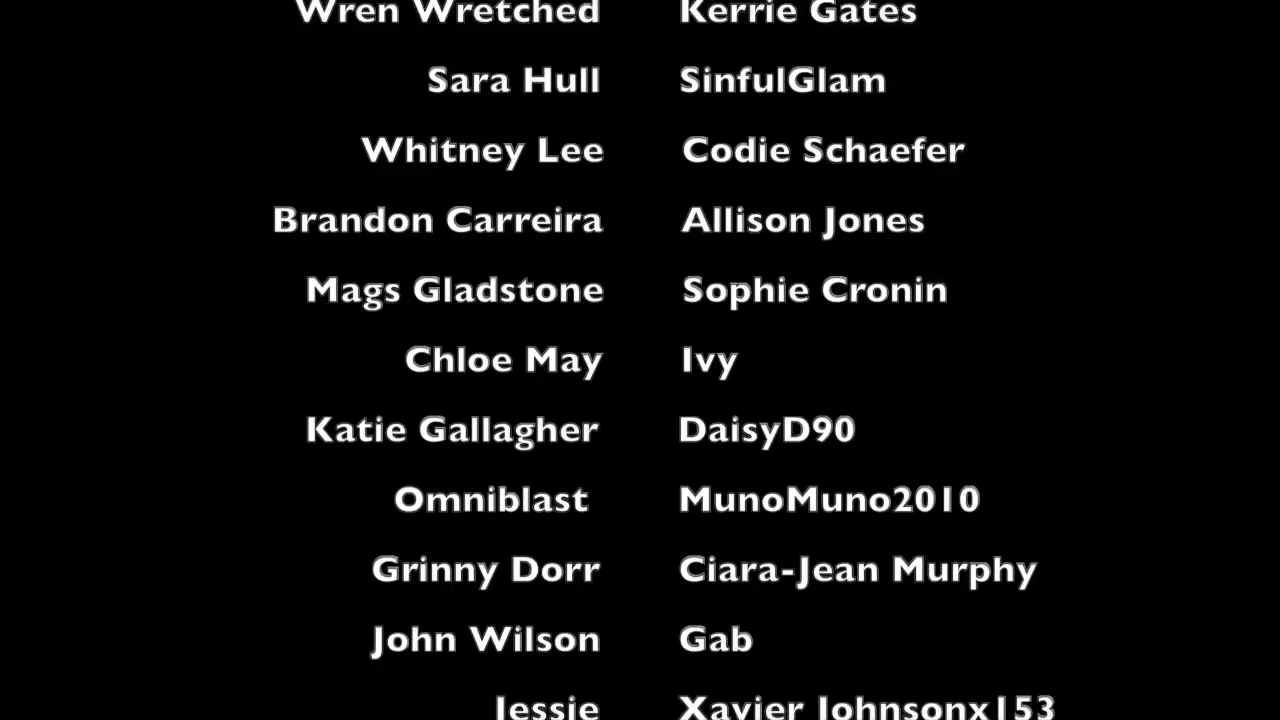 Wren Wretched Kerrie Gates
Sara Hull SinfulGlam
Whitney Lee Codie Schaefer
Brandon Carreira Allison Jones
Mags Gladstone Sophie Cronin
Chloe May Ivy
Katie Gallagher DaisyD90
Omniblast MunoMuno2010
Grinny Dorr Ciara-Jean Murphy
John Wilson Gab
Jessie Xavier Johnsonx153